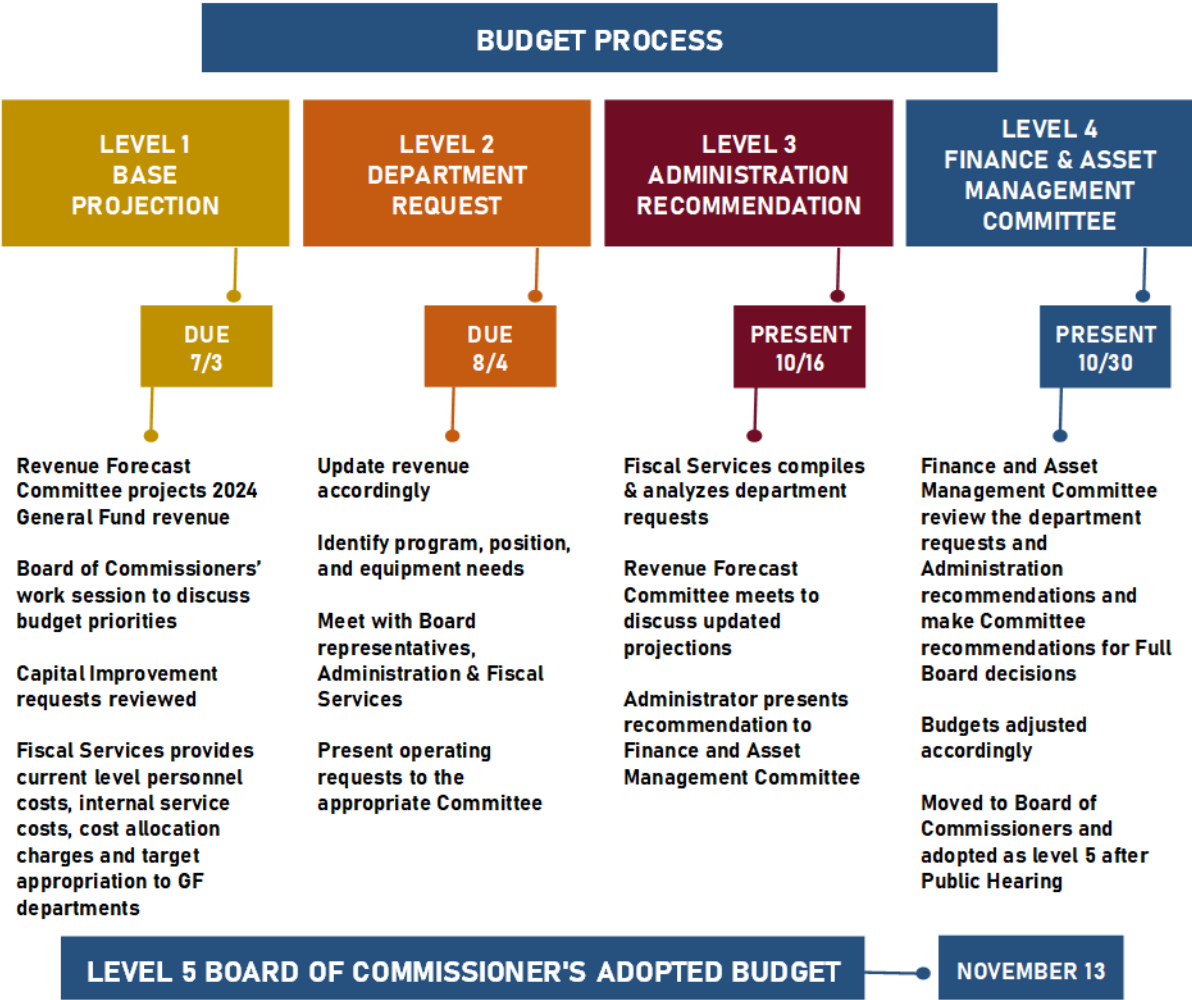 BUDGET PROCESS
LEVEL 1
BASE
PROJECTION
DUE
7/3
Revenue Forecast
Committee projects 2024
General Fund revenue
Board of Commissioners’
work session to discuss
budget priorities
Capital Improvement
requests reviewed
Fiscal Services provides
current level personnel
costs, internal service
costs, cost allocation
charges and target
appropriation to GF
departments
LEVEL 2
DEPARTMENT
REQUEST
DUE
8/4
Update revenue
accordingly
Identify program, position,
and equipment needs
Meet with Board
representatives,
Administration & Fiscal
Services
Present operating
requests to the
appropriate Committee
LEVEL 3
ADMINISTRATION
RECOMMENDATION
PRESENT
10/16
Fiscal Services compiles
& analyzes department
requests
Revenue Forecast
Committee meets to
discuss updated
projections
Administrator presents
recommendation to
Finance and Asset
Management Committee
LEVEL 4
FINANCE & ASSET
MANAGEMENT
COMMITTEE
PRESENT
10/30
Finance and Asset
Management Committee
review the department
requests and
Administration
recommendations and
make Committee
recommendations for Full
Board decisions
Budgets adjusted
accordingly
Moved to Board of
Commissioners and
adopted as level 5 after
Public Hearing
LEVEL 5 BOARD OF COMMISSIONER'S ADOPTED BUDGET
NOVEMBER 13